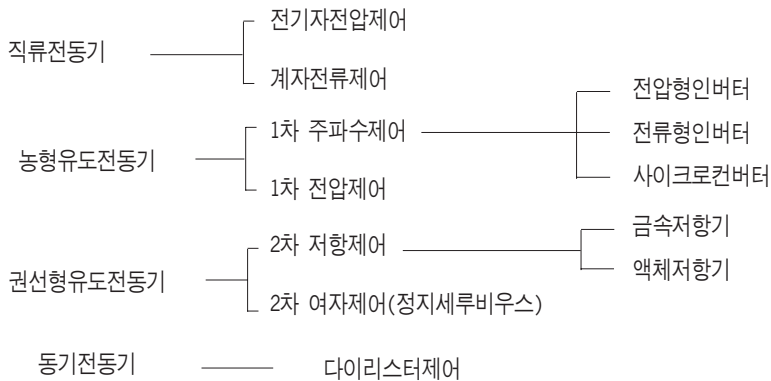 직류전동기
전기자전압제어
계자전류제어
농형유도전동기
1차 주파수제어
전압형인버터
전류형인버터
사이크로컨버터
1차 전압제어
권선형유도전동기
2차 저항제어
금속저항기
액체저항기
2차 여자제어(정지세루비우스)
동기전동기
다이리스터제어